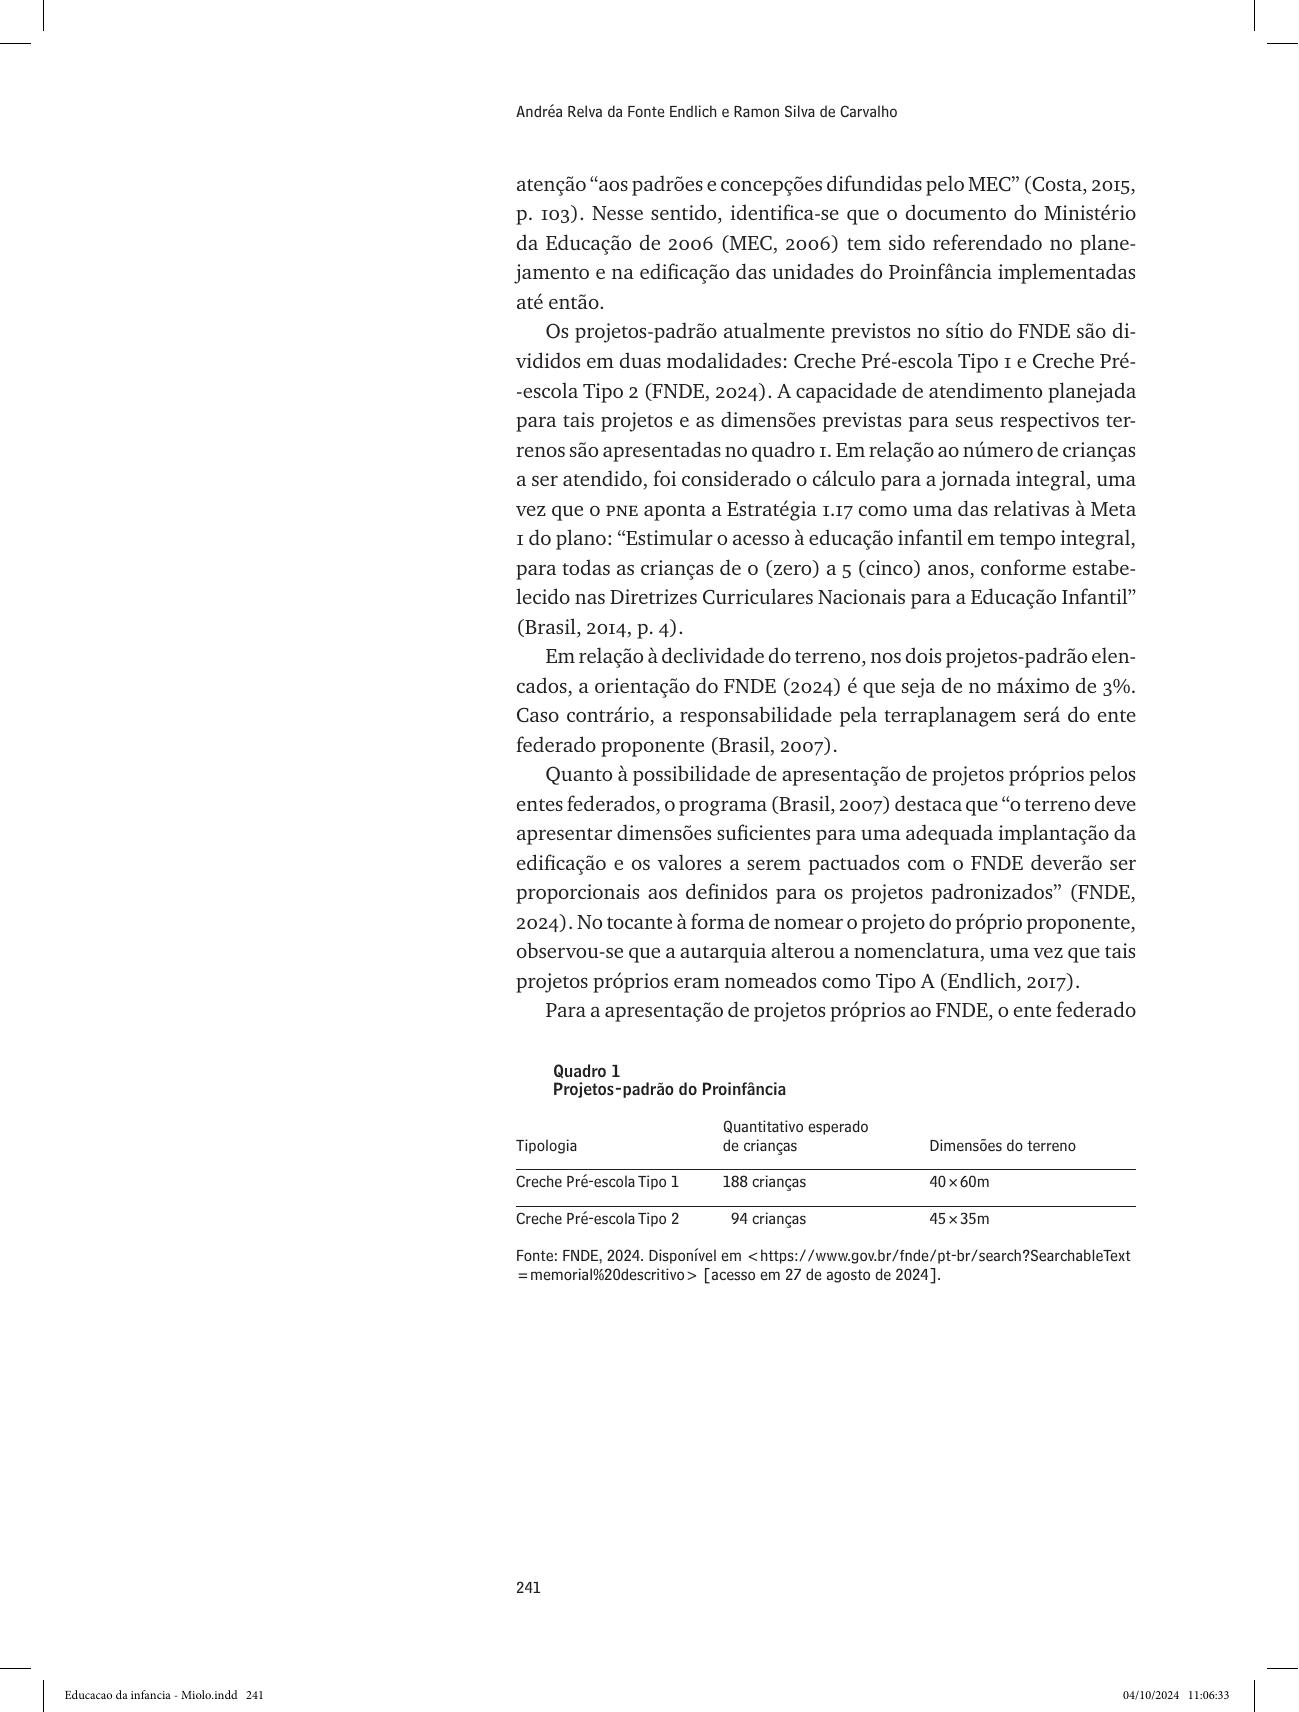 Andréa Relva da Fonte Endlich e Ramon Silva de Carvalho
atenção “aos padrões e concepções difundidas pelo MEC” (Costa, 2015,
p. 103). Nesse sentido, identifica-se que o documento do Ministério
da Educação de 2006 (MEC, 2006) tem sido referendado no plane-
jamento e na edificação das unidades do Proinfância implementadas
até então.
Os projetos-padrão atualmente previstos no sítio do FNDE são di-
vididos em duas modalidades: Creche Pré-escola Tipo 1 e Creche Pré-
-escola Tipo 2 (FNDE, 2024). A capacidade de atendimento planejada
para tais projetos e as dimensões previstas para seus respectivos ter-
renos são apresentadas no quadro 1. Em relação ao número de crianças
a ser atendido, foi considerado o cálculo para a jornada integral, uma
vez que o PNE aponta a Estratégia 1.17 como uma das relativas à Meta
1 do plano: “Estimular o acesso à educação infantil em tempo integral,
para todas as crianças de 0 (zero) a 5 (cinco) anos, conforme estabe-
lecido nas Diretrizes Curriculares Nacionais para a Educação Infantil”
(Brasil, 2014, p. 4).
Em relação à declividade do terreno, nos dois projetos-padrão elen-
cados, a orientação do FNDE (2024) é que seja de no máximo de 3%.
Caso contrário, a responsabilidade pela terraplanagem será do ente
federado proponente (Brasil, 2007).
Quanto à possibilidade de apresentação de projetos próprios pelos
entes federados, o programa (Brasil, 2007) destaca que “o terreno deve
apresentar dimensões suficientes para uma adequada implantação da
edificação e os valores a serem pactuados com o FNDE deverão ser
proporcionais aos definidos para os projetos padronizados” (FNDE,
2024). No tocante à forma de nomear o projeto do próprio proponente,
observou-se que a autarquia alterou a nomenclatura, uma vez que tais
projetos próprios eram nomeados como Tipo A (Endlich, 2017).
Para a apresentação de projetos próprios ao FNDE, o ente federado
Quadro 1
Projetos-padrão do Proinfância
Tipologia Quantitativo esperado de crianças Dimensões do terreno
Creche Pré-escola Tipo 1 188 crianças 40×60m
Creche Pré-escola Tipo 2 94 crianças 45×35m
Fonte: FNDE, 2024. Disponível em <https://www.gov.br/fnde/pt-br/search?SearchableText
=memorial%20descritivo> [acesso em 27 de agosto de 2024].
241
Educacao da infancia - Miolo.indd 241 04/10/2024 11:06:33